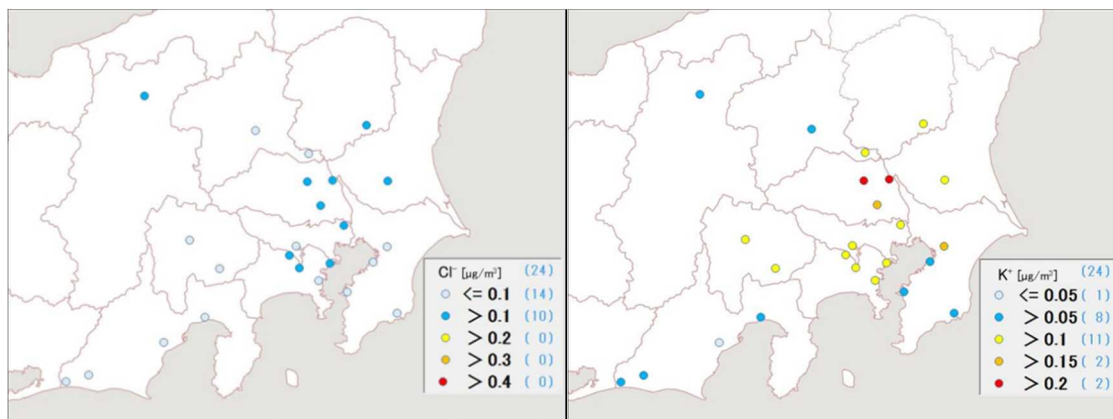 Cl⁻ [μg/m³] (24)
<= 0.1 (14)
> 0.1 (10)
> 0.2 ( 0)
> 0.3 ( 0)
> 0.4 ( 0)
K⁺ [μg/m³] (24)
<= 0.05 ( 1)
> 0.05 ( 8)
> 0.1 (11)
> 0.15 ( 2)
> 0.2 ( 2)